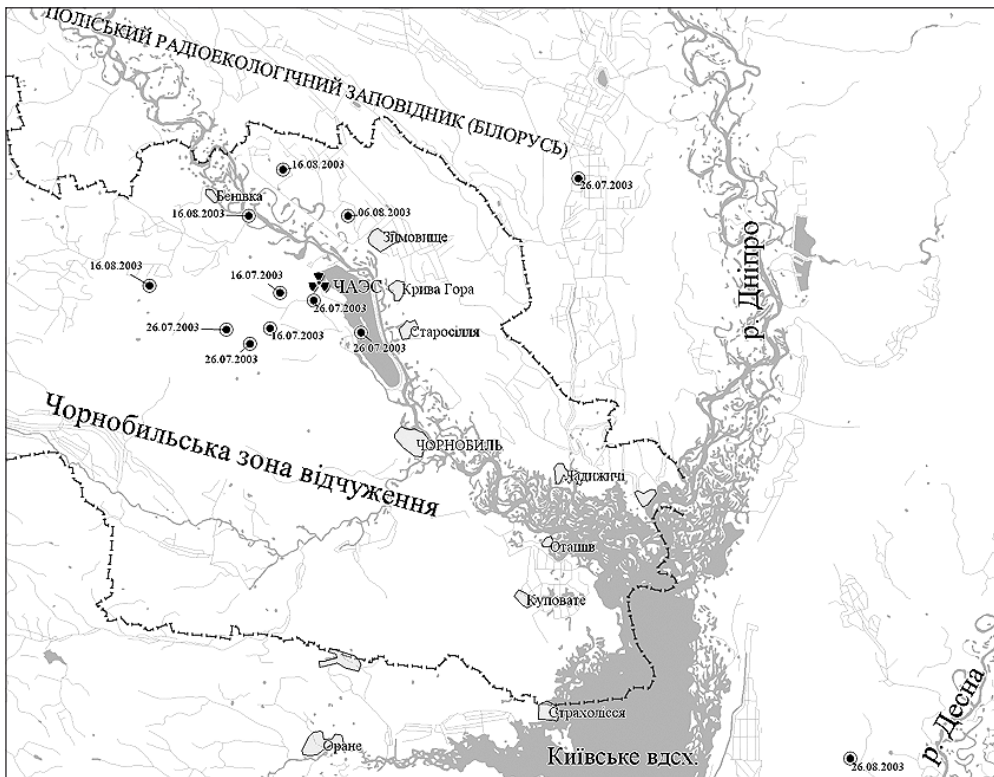 ПОЛІСЬКИЙ РАДІОЕКОЛОГІЧНИЙ ЗАПОВІДНИК (БІЛОРУСЬ)
16.08.2003
26.07.2003
Бенівка
16.08.2003
06.08.2003
Зимовище
р. Дніпро
16.08.2003
16.07.2003
ЧАЭС
Крива Гора
26.07.2003
26.07.2003
16.07.2003
Старосілля
26.07.2003
26.07.2003
Чорнобильська зона відчуження
ЧОРНОБИЛЬ
Ладижичі
Оташів
Куповате
Страхолісся
Оране
Київське вдсх.
р. Десна
26.08.2003